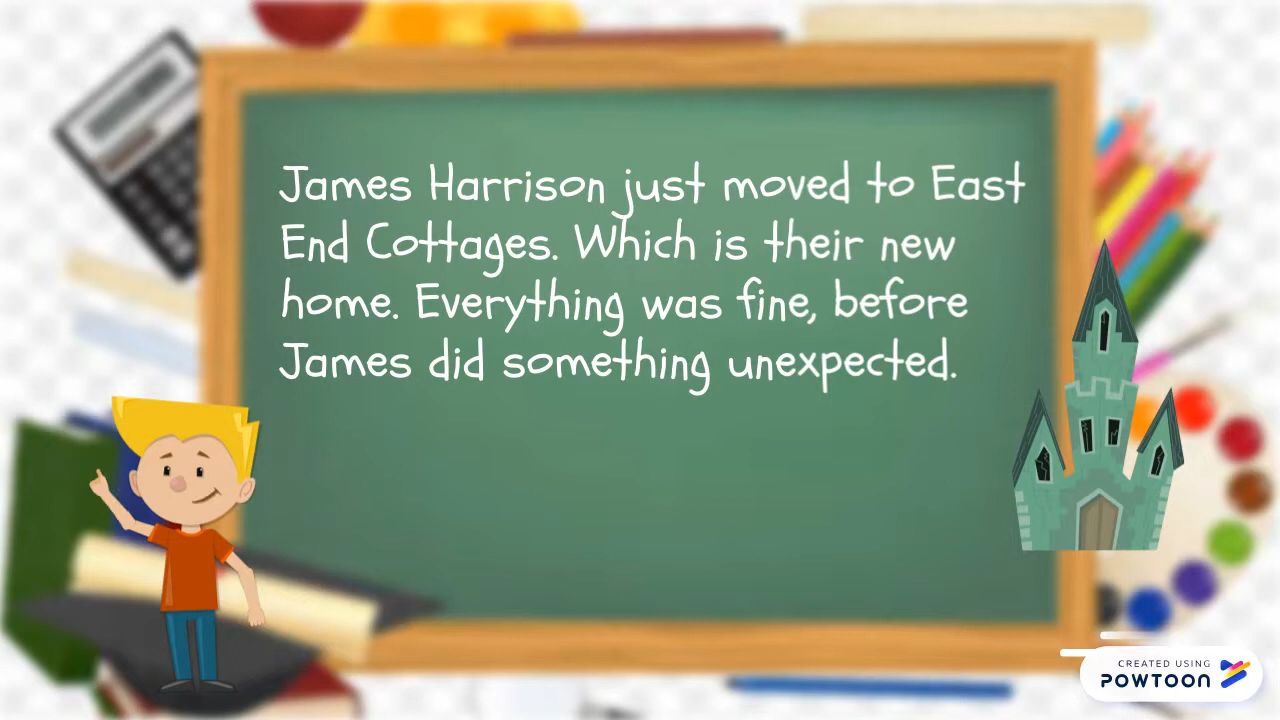 James Harrison just moved to East
End Cottages. Which is their new
home. Everything was fine, before
James did something unexpected.
CREATED USING
POWTOON